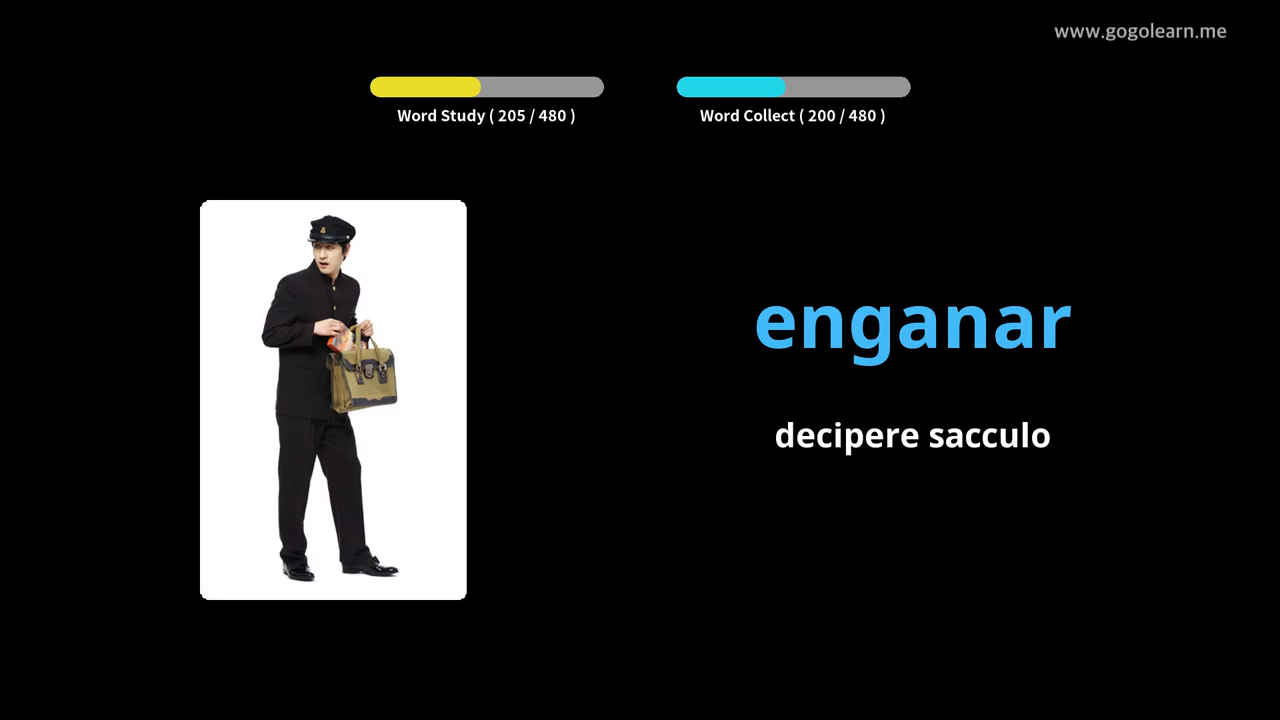 www.gogolearn.me
Word Study ( 205 / 480 )
Word Collect ( 200 / 480 )
enganar
decipere sacculo